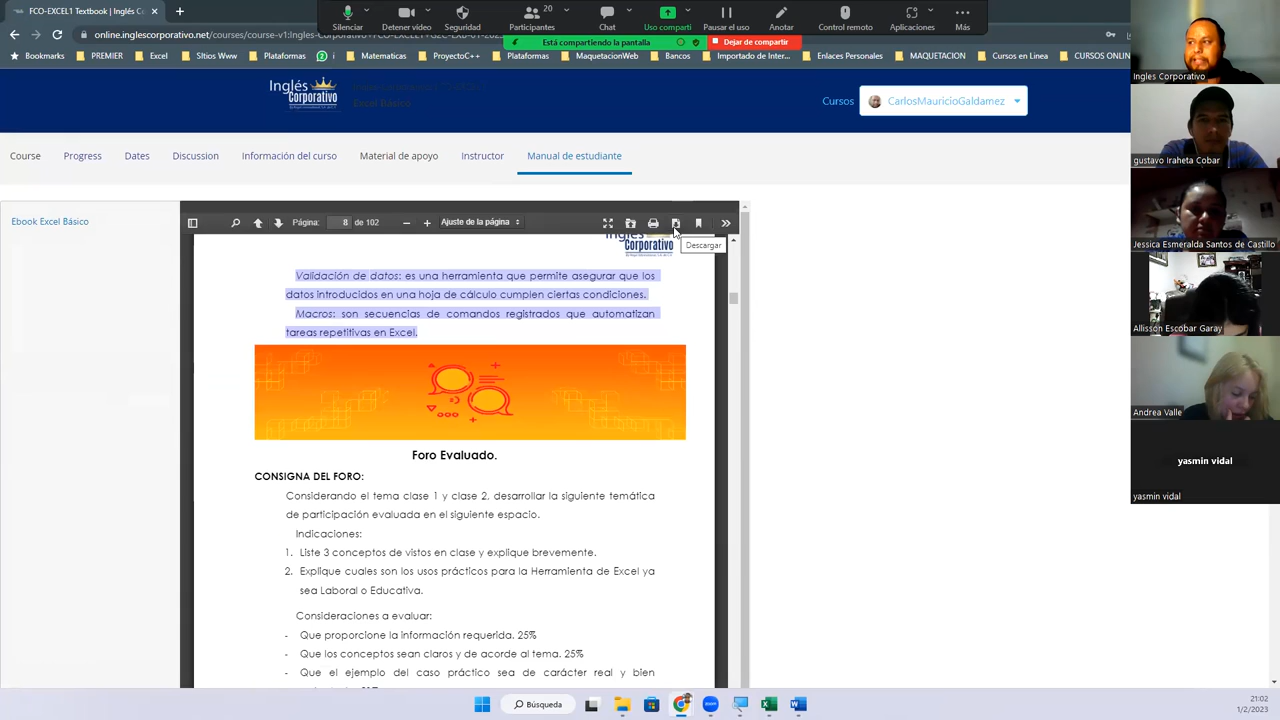 FCO-EXCEL1 Textbook | Ingles C
Silenciar
Detener video
Seguridad
Participantes
20
Chat
Uso comparti
Pausar el uso
Anotar
Control remoto
Aplicaciones
Más
Está compartiendo la pantalla
Dejar de compartir
Bookmarks
PREMIER
Excel
Sitios Www
Plataformas
Matematicas
ProyectoC++
Plataformas
MaquetacionWeb
Bancos
Importado de Inter...
Enlaces Personales
MAQUETACION
Cursos en Linea
CURSOS ONLIN
Inglés
Corporativo
Excel Básico
Cursos
CarlosMauricioGaldamez
Course
Progress
Dates
Discussion
Información del curso
Material de apoyo
Instructor
Manual de estudiante
Ebook Excel Básico
Página:
8
de 102
Ajuste de la página
Descargar
Inglés
Corporativo
Validación de datos: es una herramienta que permite asegurar que los
datos introducidos en una hoja de cálculo cumplen ciertas condiciones.
Macros: son secuencias de comandos registrados que automatizan
tareas repetitivas en Excel.
Foro Evaluado.
CONSIGNA DEL FORO:
Considerando el tema clase 1 y clase 2, desarrollar la siguiente temática
de participación evaluada en el siguiente espacio.
Indicaciones:
1. Liste 3 conceptos de vistos en clase y explique brevemente.
2. Explique cuales son los usos prácticos para la Herramienta de Excel ya
sea Laboral o Educativa.
Consideraciones a evaluar:
- Que proporcione la información requerida. 25%
- Que los conceptos sean claros y de acorde al tema. 25%
- Que el ejemplo del caso práctico sea de carácter real y bien
Ingles Corporativo
gustavo Iraheta Cobar
Jessica Esmeralda Santos de Castillo
Allisson Escobar Garay
Andrea Valle
yasmin vidal
yasmin vidal
Búsqueda
21:02
1/2/2023